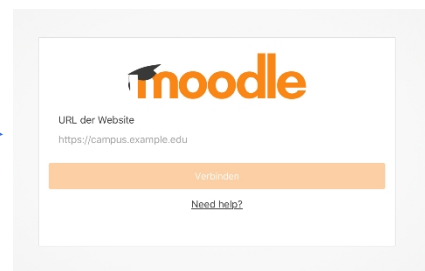 moodle
URL der Website
https://campus.example.edu
Verbinden
Need help?